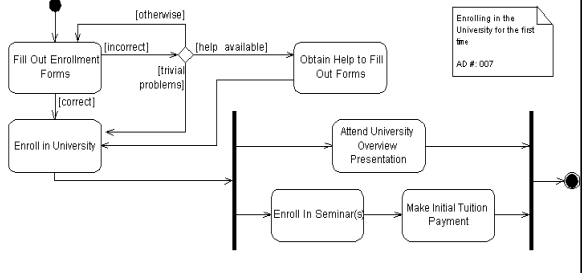 [otherwise]
Enrolling in the
University for the first
time
AD #: 007
Fill Out Enrollment
Forms
[incorrect]
[help available]
Obtain Help to Fill
Out Forms
[trivial
problems]
[correct]
Enroll in University
Attend University
Overview
Presentation
Enroll In Seminar(s)
Make Initial Tuition
Payment